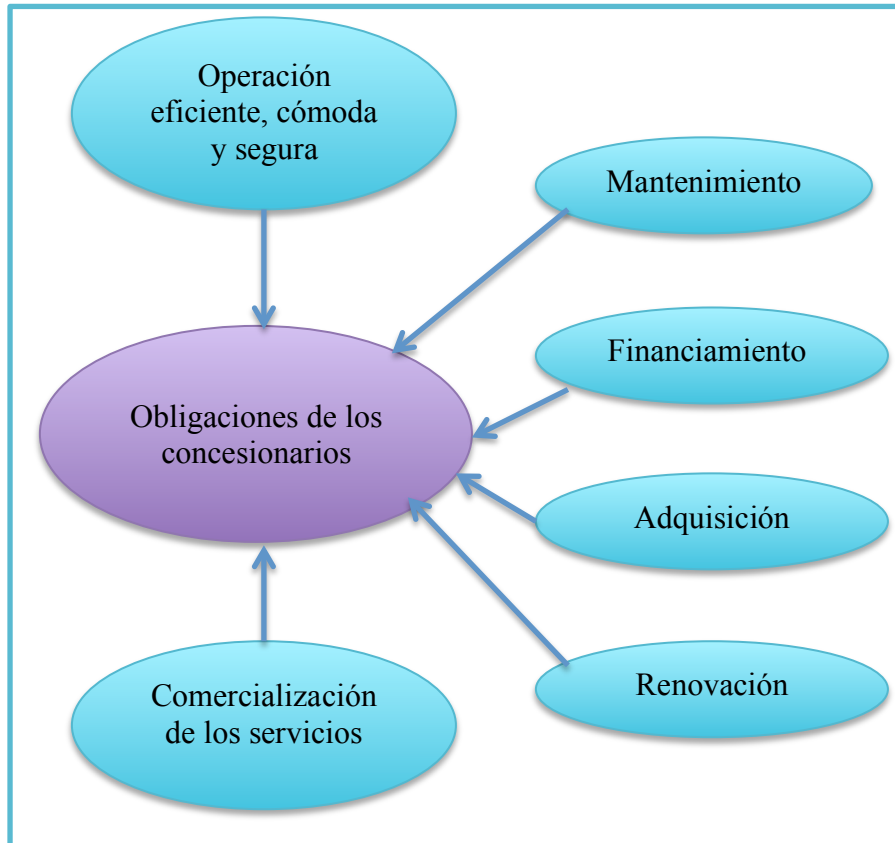 Operación
eficiente, cómoda
y segura
Mantenimiento
Financiamiento
Obligaciones de los
concesionarios
Adquisición
Renovación
Comercialización
de los servicios